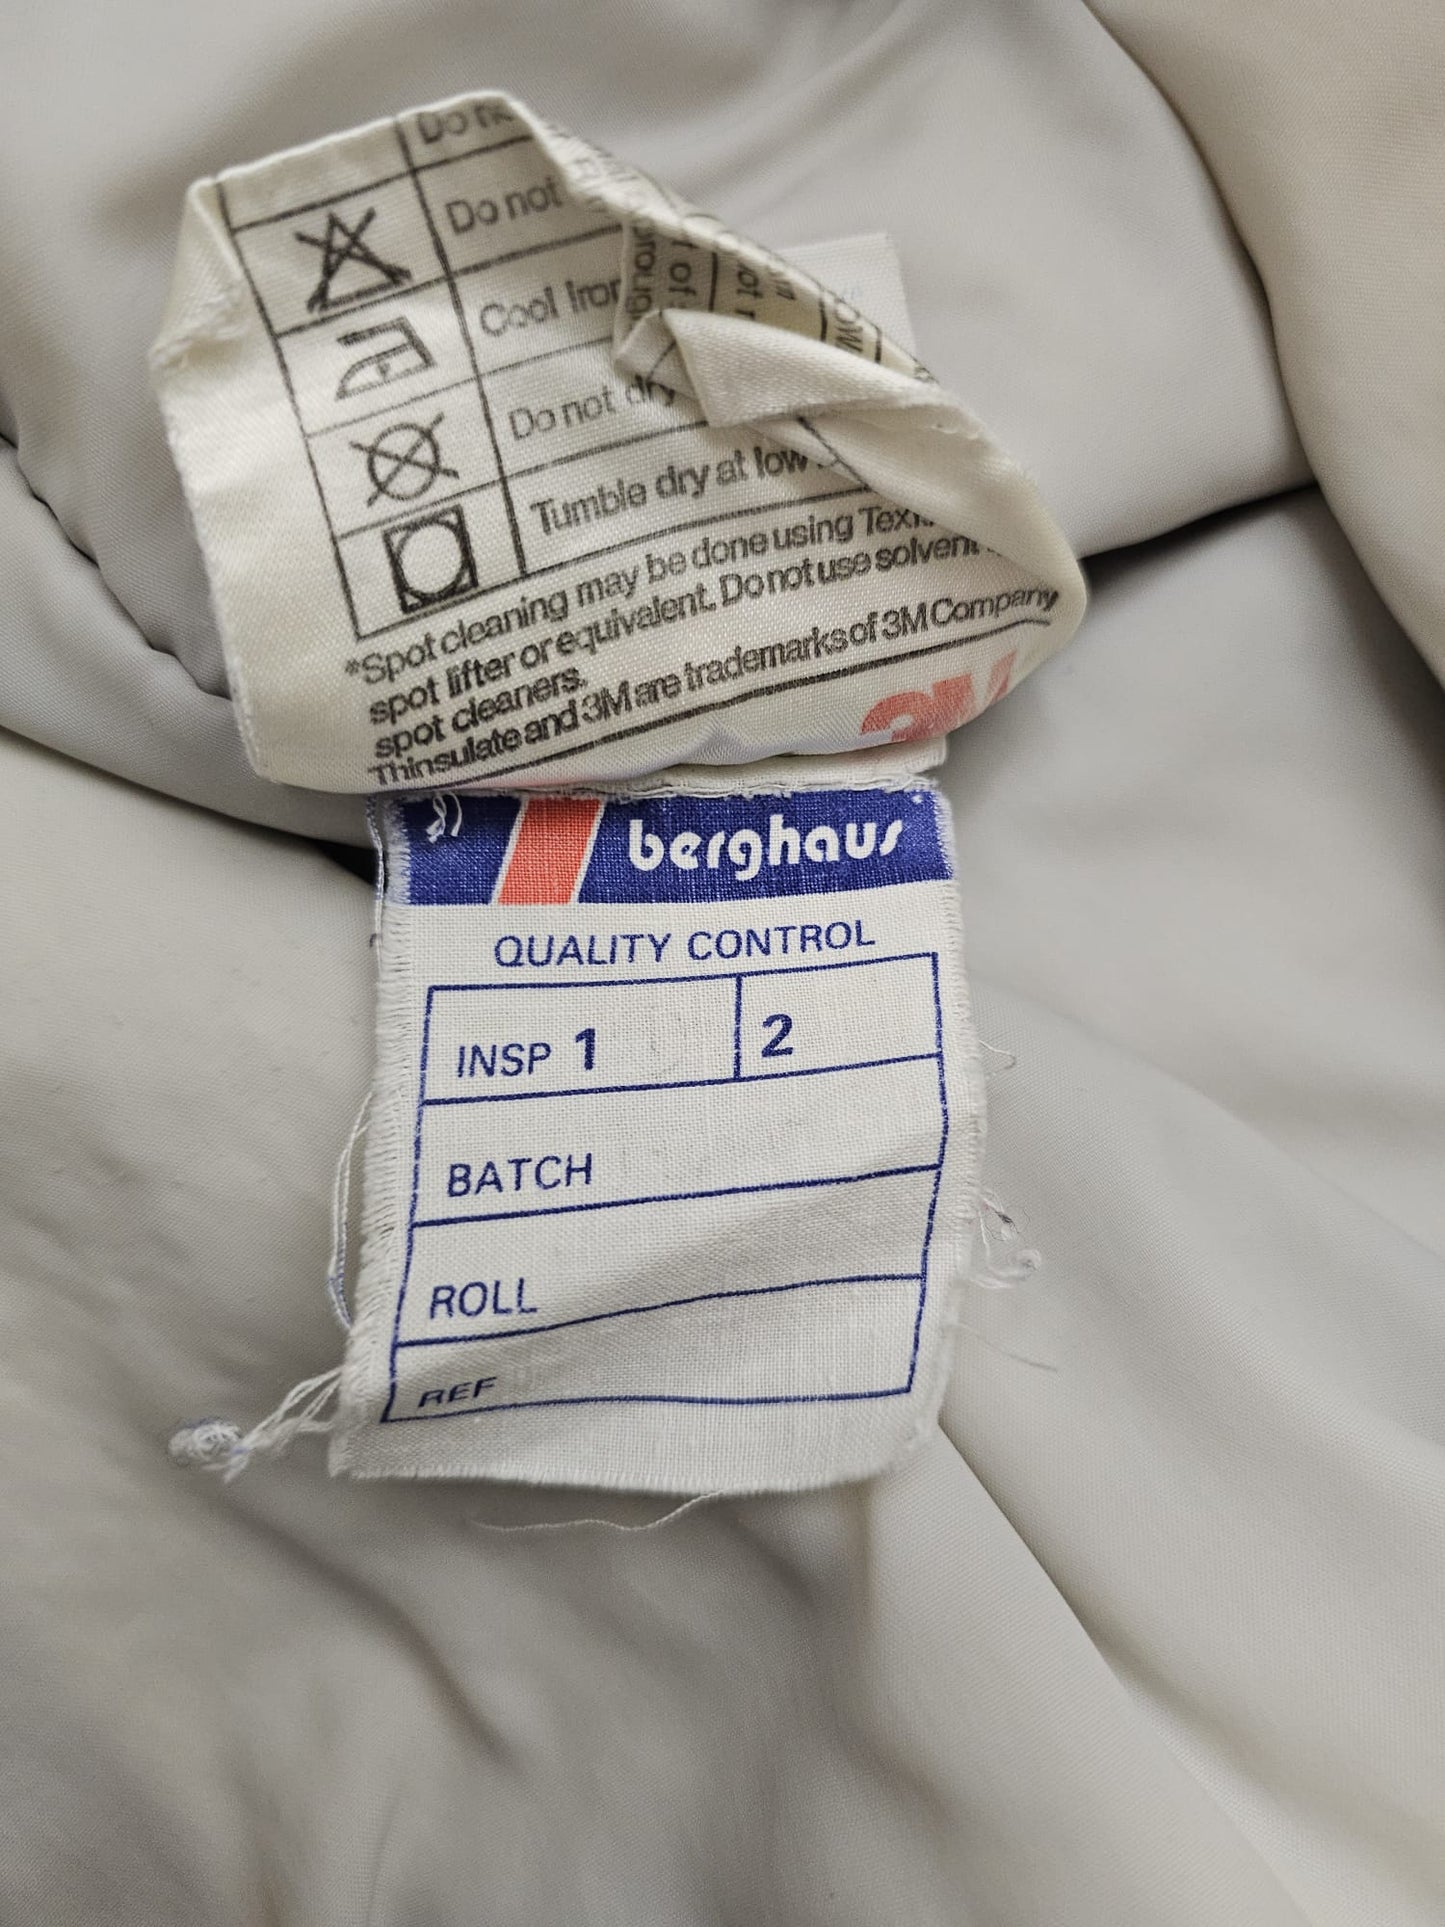 Do not
Cool Iron
Do not dry
Tumble dry at low
*Spot cleaning may be done using
spot lifter or equivalent. Do not use solvent
spot cleaners.
Thinsulate and 3M are trademarks of 3M Company
3M
berghaus
QUALITY CONTROL
INSP 1 2
BATCH
ROLL
REF